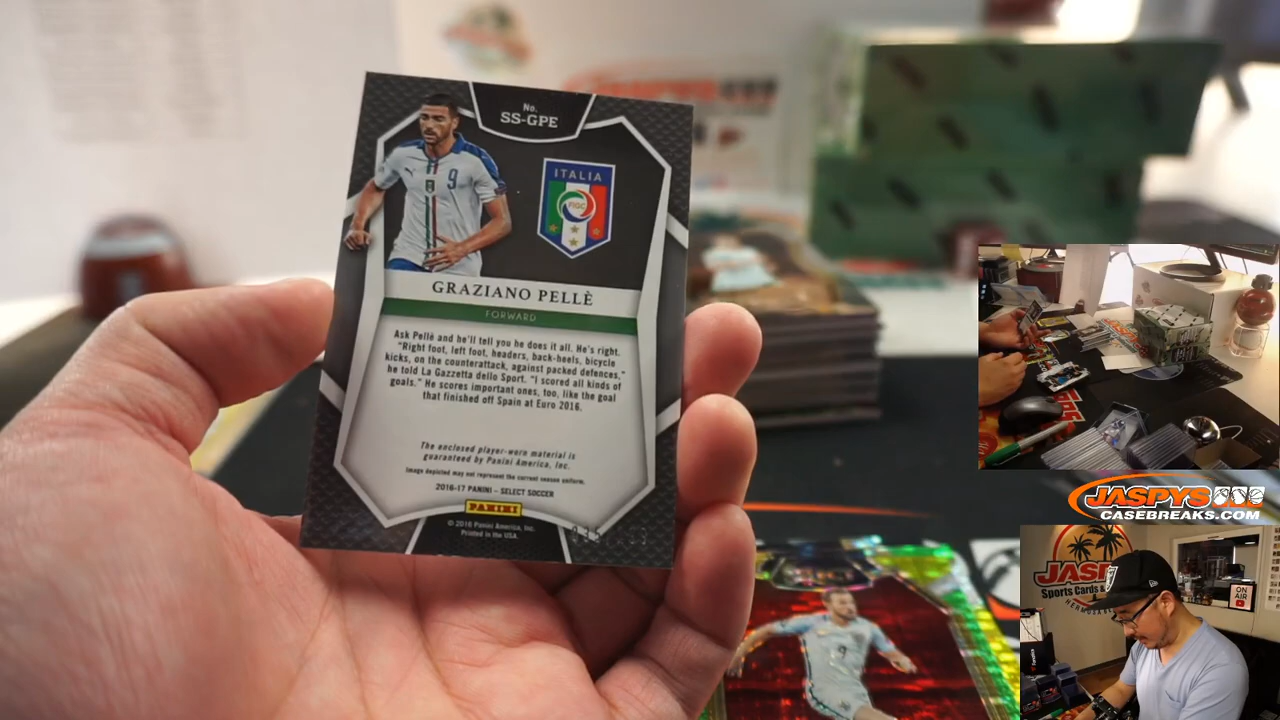 No.
SS-GPE
9
ITALIA
FIGC
GRAZIANO PELLÈ
FORWARD
Ask Pellè and he'll tell you he does it all. He's right.
"Right foot, left foot, headers, back-heels, bicycle
kicks, on the counterattack, against packed defences,"
he told La Gazzetta dello Sport. "I scored all kinds of
goals." He scores important ones, too, like the goal
that finished off Spain at Euro 2016.
The enclosed player-worn material is
guaranteed by Panini America, Inc.
Image depicted may not represent the current season uniform.
2016-17 PANINI – SELECT SOCCER
PANINI
© 2016 Panini America, Inc.
Printed in the USA.
9
JASPYS
CASEBREAKS.COM
JASP
Sports Cards &
HERMOSA
ON
AIR